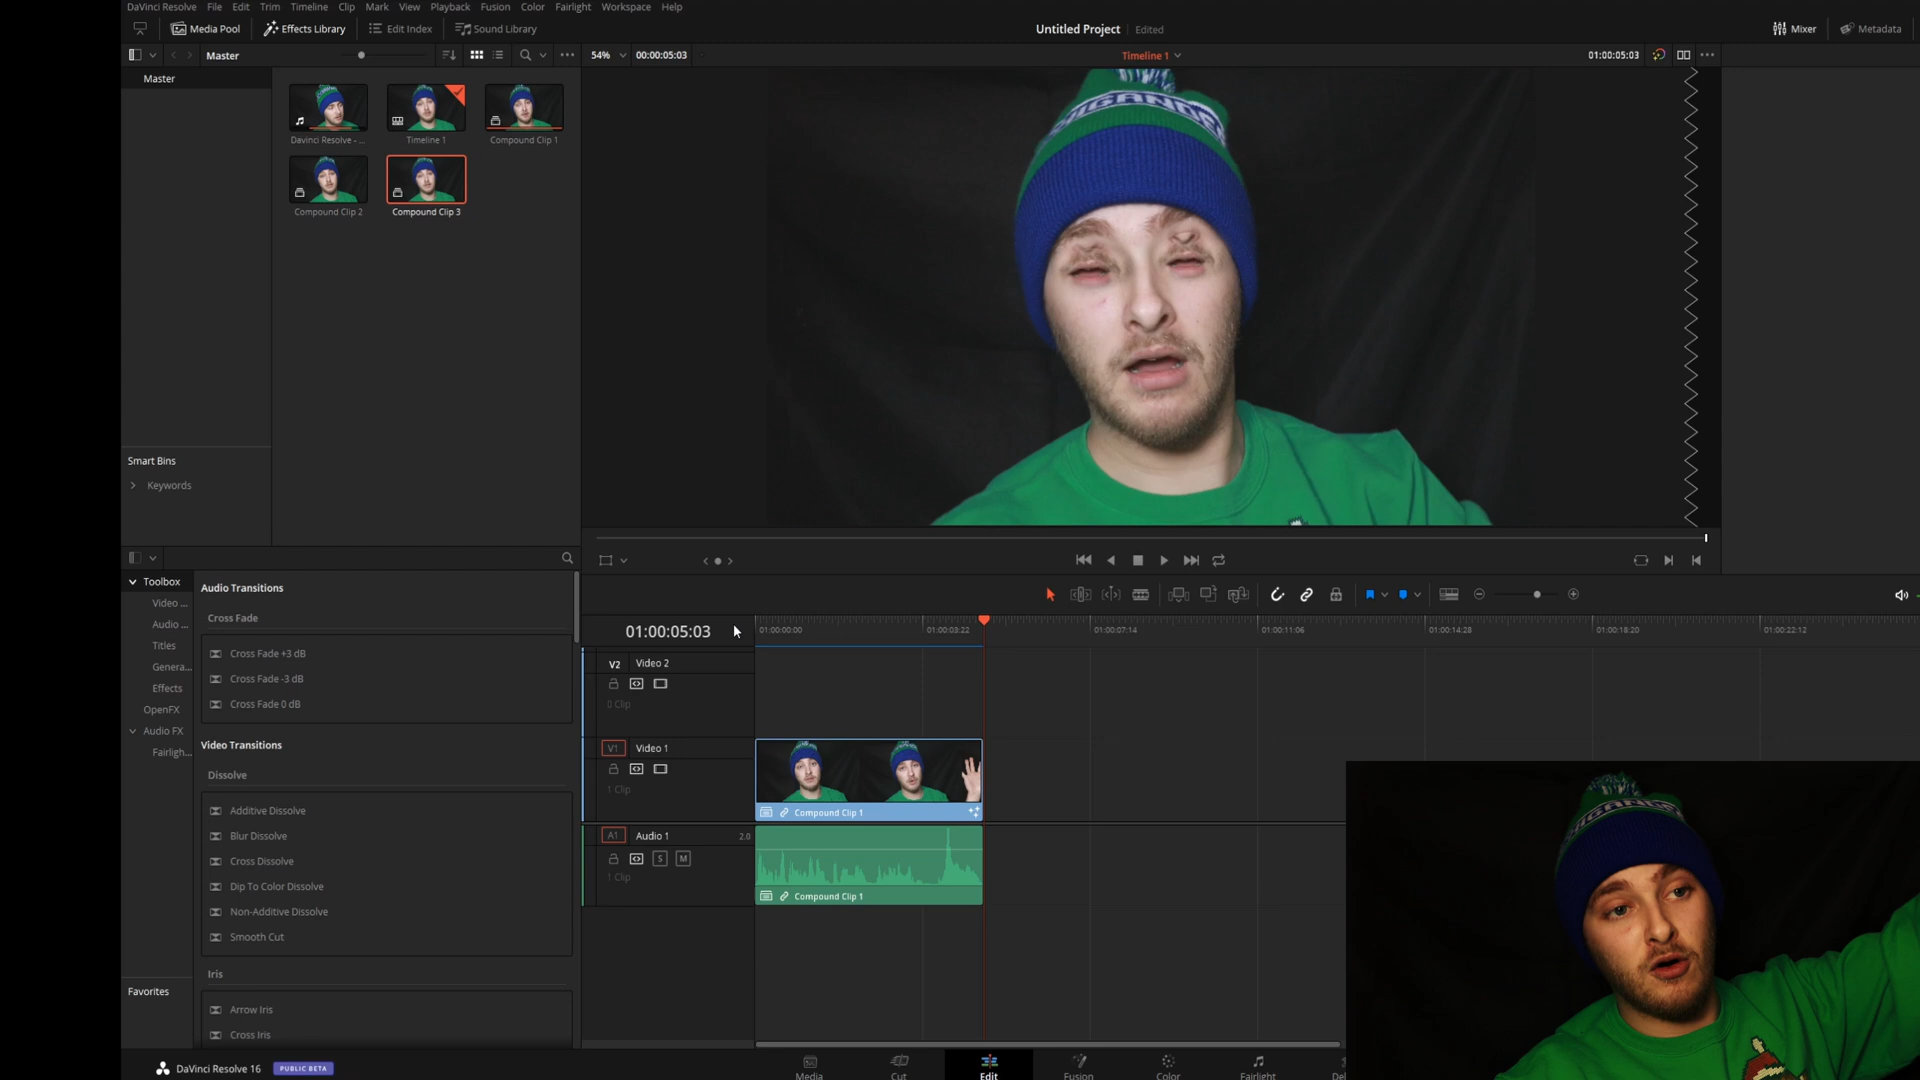 DaVinci Resolve File Edit Trim Timeline Clip Mark View Playback Fusion Color Fairlight Workspace Help
Media Pool Effects Library Edit Index Sound Library Untitled Project Edited Mixer Metadata
Master 54% 00:00:05:03 Timeline 1 01:00:05:03
Master
Davinci Resolve - ... Timeline 1 Compound Clip 1
Compound Clip 2 Compound Clip 3
Smart Bins
Keywords
Toolbox
Video ...
Audio ...
Titles
Genera...
Effects
OpenFX
Audio FX
Fairligh...
Favorites
Audio Transitions
Cross Fade
Cross Fade +3 dB
Cross Fade -3 dB
Cross Fade 0 dB
Video Transitions
Dissolve
Additive Dissolve
Blur Dissolve
Cross Dissolve
Dip To Color Dissolve
Non-Additive Dissolve
Smooth Cut
Iris
Arrow Iris
Cross Iris
01:00:05:03
01:00:00:00 01:00:03:22 01:00:07:14 01:00:11:06 01:00:14:28 01:00:18:20 01:00:22:12
V2 Video 2
0 Clip
V1 Video 1
1 Clip
Compound Clip 1
A1 Audio 1 2.0
S M
1 Clip
Compound Clip 1
DaVinci Resolve 16 PUBLIC BETA
Media Cut Edit Fusion Color Fairlight